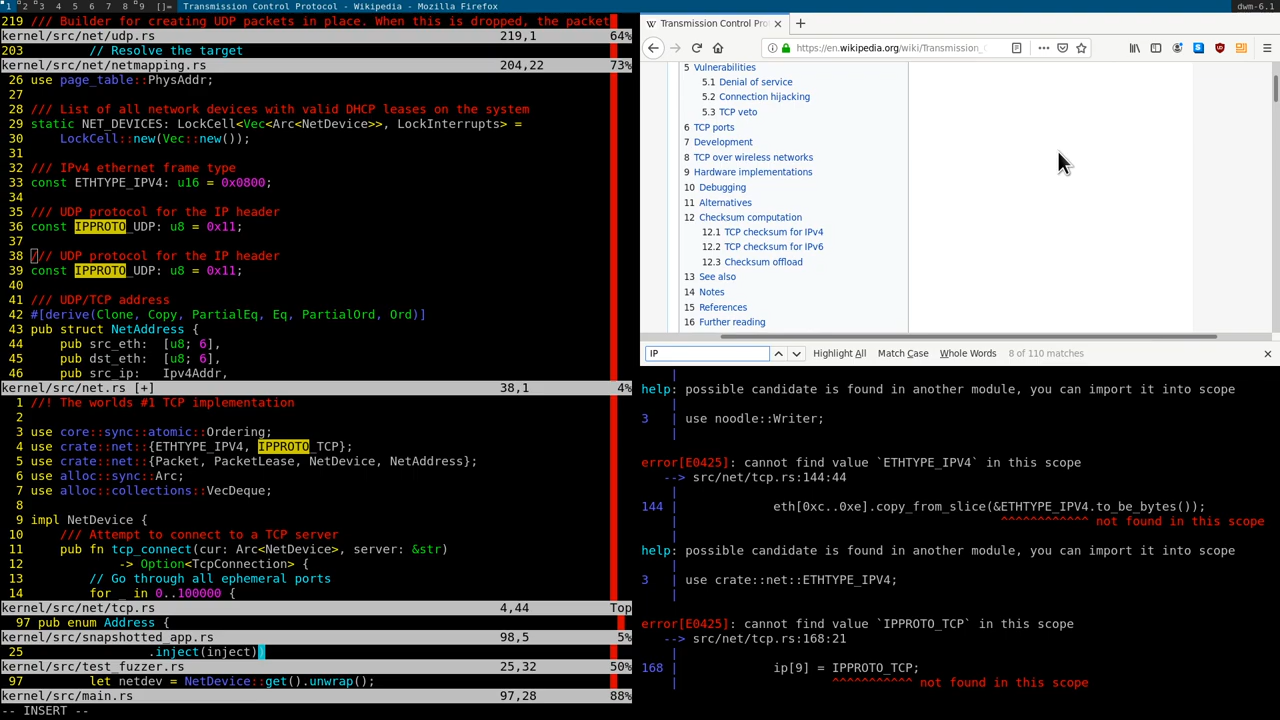 1 2 3 4 5 6 7 8 9 []= Transmission Control Protocol - Wikipedia - Mozilla Firefox dwm-6.1
219 /// Builder for creating UDP packets in place. When this is dropped, the packet
kernel/src/net/udp.rs 219,1 64%
203         // Resolve the target
kernel/src/net/netmapping.rs 204,22 73%
26 use page_table::PhysAddr;
27
28 /// List of all network devices with valid DHCP leases on the system
29 static NET_DEVICES: LockCell<Vec<Arc<NetDevice>>, LockInterrupts> =
30     LockCell::new(Vec::new());
31
32 /// IPv4 ethernet frame type
33 const ETHTYPE_IPV4: u16 = 0x0800;
34
35 /// UDP protocol for the IP header
36 const IPPROTO_UDP: u8 = 0x11;
37
38 /// UDP protocol for the IP header
39 const IPPROTO_UDP: u8 = 0x11;
40
41 /// UDP/TCP address
42 #[derive(Clone, Copy, PartialEq, Eq, PartialOrd, Ord)]
43 pub struct NetAddress {
44     pub src_eth:  [u8; 6],
45     pub dst_eth:  [u8; 6],
46     pub src_ip:   Ipv4Addr,
kernel/src/net.rs [+] 38,1 4%
1 //! The worlds #1 TCP implementation
2
3 use core::sync::atomic::Ordering;
4 use crate::net::{ETHTYPE_IPV4, IPPROTO_TCP};
5 use crate::net::{Packet, PacketLease, NetDevice, NetAddress};
6 use alloc::sync::Arc;
7 use alloc::collections::VecDeque;
8
9 impl NetDevice {
10     /// Attempt to connect to a TCP server
11     pub fn tcp_connect(cur: Arc<NetDevice>, server: &str)
12             -> Option<TcpConnection> {
13         // Go through all ephemeral ports
14         for _ in 0..100000 {
kernel/src/net/tcp.rs 4,44 Top
97 pub enum Address {
kernel/src/snapshotted_app.rs 98,5 5%
25                 .inject(inject))
kernel/src/test_fuzzer.rs 25,32 50%
97         let netdev = NetDevice::get().unwrap();
kernel/src/main.rs 97,28 88%
-- INSERT --
W Transmission Control Pro
https://en.wikipedia.org/wiki/Transmission_
5 Vulnerabilities
5.1 Denial of service
5.2 Connection hijacking
5.3 TCP veto
6 TCP ports
7 Development
8 TCP over wireless networks
9 Hardware implementations
10 Debugging
11 Alternatives
12 Checksum computation
12.1 TCP checksum for IPv4
12.2 TCP checksum for IPv6
12.3 Checksum offload
13 See also
14 Notes
15 References
16 Further reading
IP Highlight All Match Case Whole Words 8 of 110 matches
|
help: possible candidate is found in another module, you can import it into scope
|
3 | use noodle::Writer;
|
error[E0425]: cannot find value `ETHTYPE_IPV4` in this scope
--> src/net/tcp.rs:144:44
|
144 |             eth[0xc..0xe].copy_from_slice(&ETHTYPE_IPV4.to_be_bytes());
| ^^^^^^^^^^^^ not found in this scope
|
help: possible candidate is found in another module, you can import it into scope
|
3 | use crate::net::ETHTYPE_IPV4;
|
error[E0425]: cannot find value `IPPROTO_TCP` in this scope
--> src/net/tcp.rs:168:21
|
168 |             ip[9] = IPPROTO_TCP;
| ^^^^^^^^^^^ not found in this scope